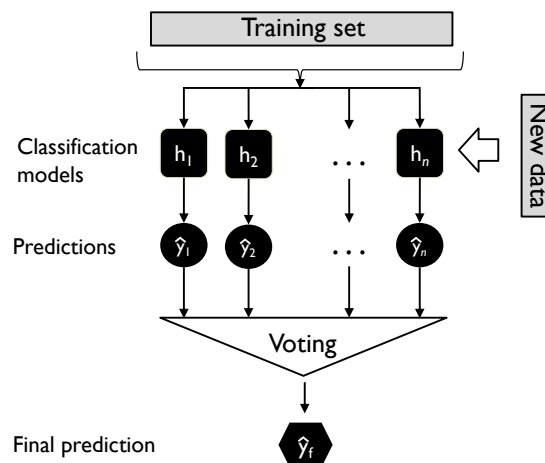 Training set
Classification
models
h₁ h₂ . . . hₙ
New data
Predictions
ŷ₁ ŷ₂ . . . ŷₙ
Voting
Final prediction
ŷf